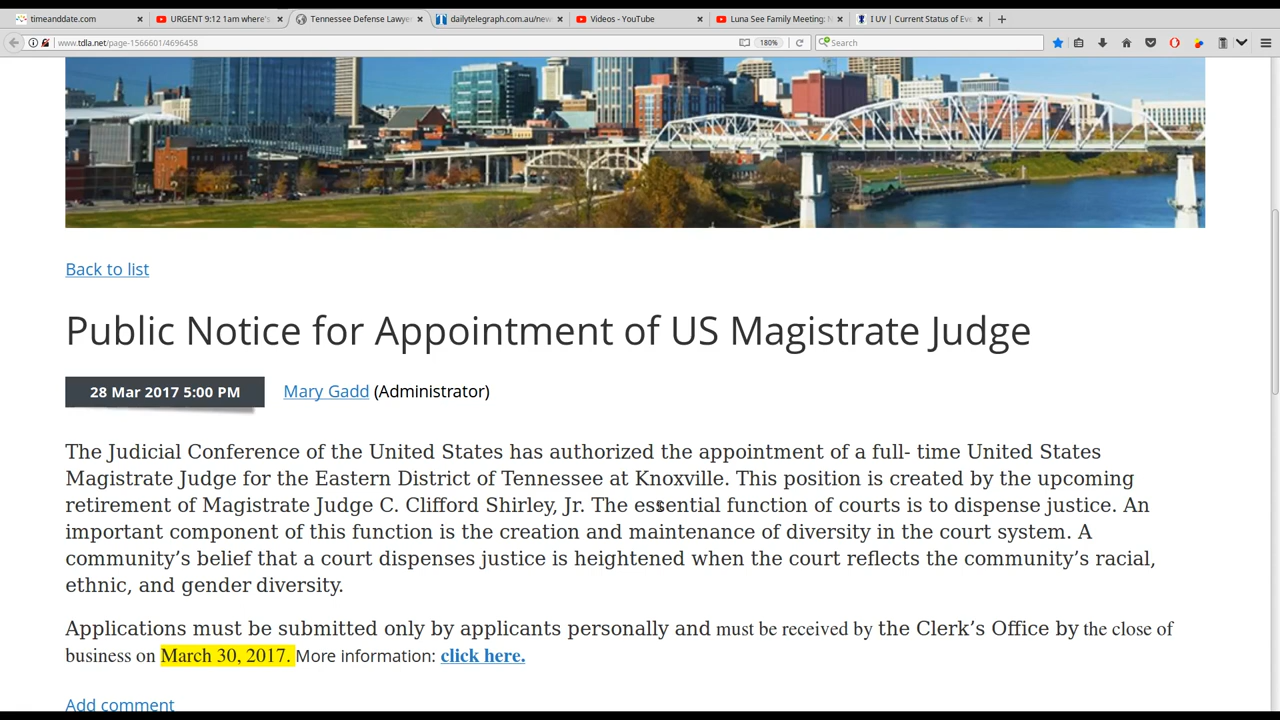 timeanddate.com
URGENT 9:12 1am where's
Tennessee Defense Lawye
dailytelegraph.com.au/new
Videos - YouTube
Luna See Family Meeting: N
I UV | Current Status of Ev
www.tdla.net/page-1566601/4696458
180%
Search
Back to list
Public Notice for Appointment of US Magistrate Judge
28 Mar 2017 5:00 PM
Mary Gadd (Administrator)
The Judicial Conference of the United States has authorized the appointment of a full- time United States
Magistrate Judge for the Eastern District of Tennessee at Knoxville. This position is created by the upcoming
retirement of Magistrate Judge C. Clifford Shirley, Jr. The essential function of courts is to dispense justice. An
important component of this function is the creation and maintenance of diversity in the court system. A
community's belief that a court dispenses justice is heightened when the court reflects the community's racial,
ethnic, and gender diversity.
Applications must be submitted only by applicants personally and must be received by the Clerk's Office by the close of
business on March 30, 2017. More information: click here.
Add comment